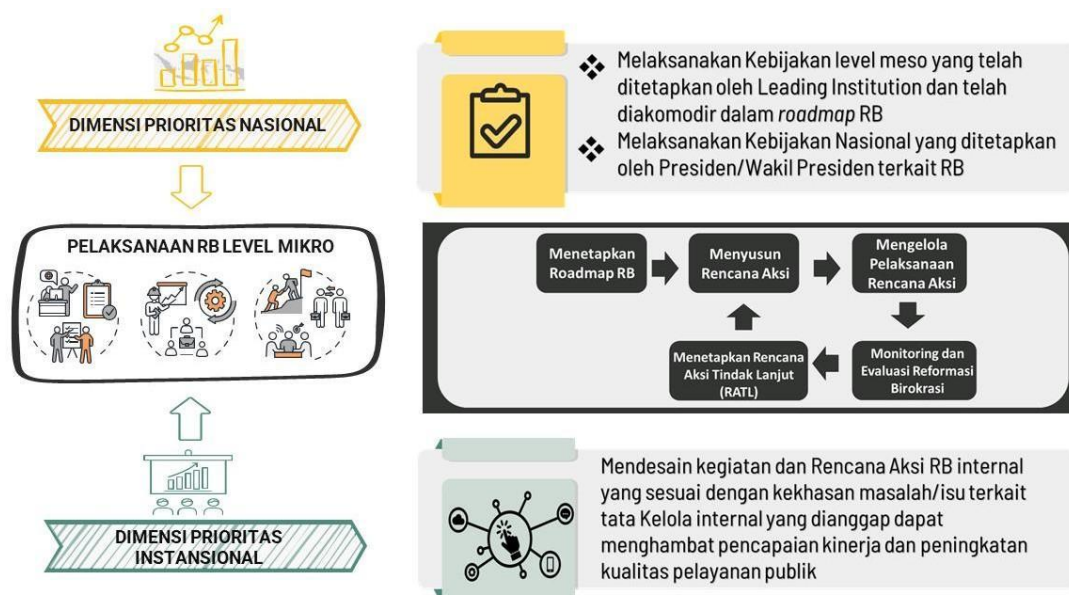 DIMENSI PRIORITAS NASIONAL
❖ Melaksanakan Kebijakan level meso yang telah
ditetapkan oleh Leading Institution dan telah
diakomodir dalam roadmap RB
❖ Melaksanakan Kebijakan Nasional yang ditetapkan
oleh Presiden/Wakil Presiden terkait RB
PELAKSANAAN RB LEVEL MIKRO
Menetapkan
Roadmap RB
Menyusun
Rencana Aksi
Mengelola
Pelaksanaan
Rencana Aksi
Menetapkan Rencana
Aksi Tindak Lanjut
(RATL)
Monitoring dan
Evaluasi Reformasi
Birokrasi
DIMENSI PRIORITAS
INSTANSIONAL
Mendesain kegiatan dan Rencana Aksi RB internal
yang sesuai dengan kekhasan masalah/isu terkait
tata Kelola internal yang dianggap dapat
menghambat pencapaian kinerja dan peningkatan
kualitas pelayanan publik